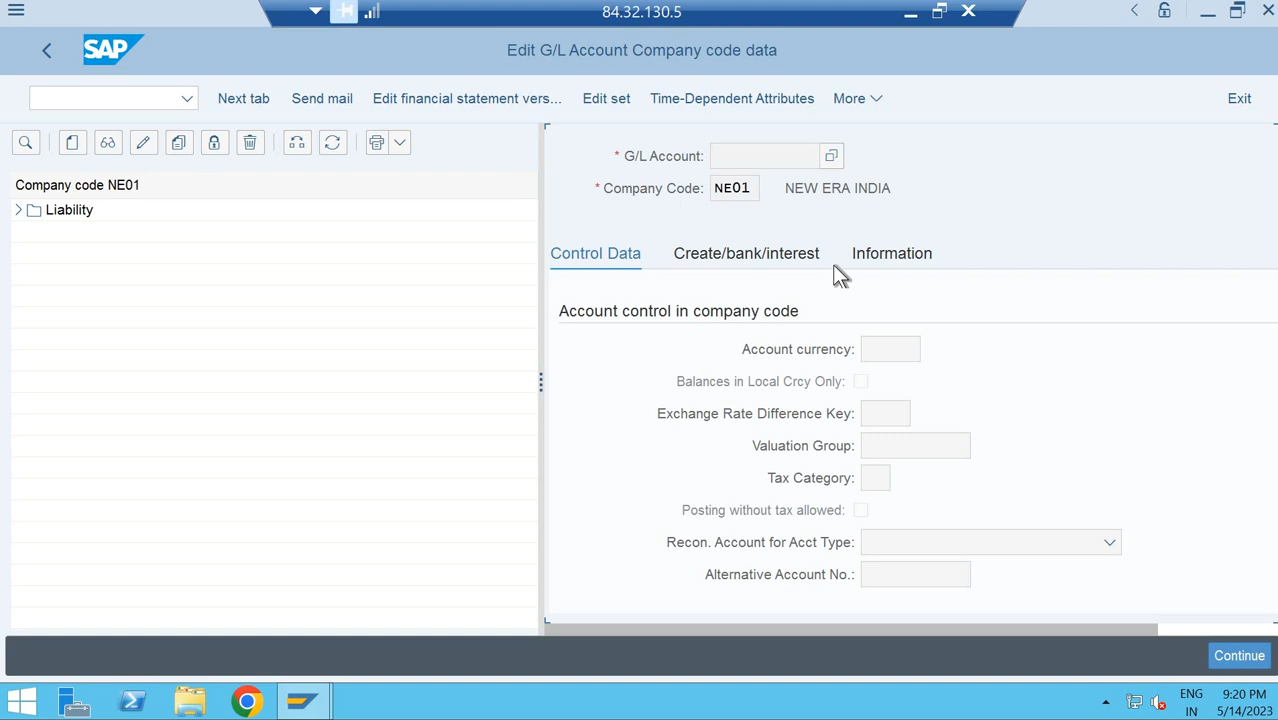 84.32.130.5
SAP
Edit G/L Account Company code data
Next tab Send mail Edit financial statement vers... Edit set Time-Dependent Attributes More Exit
Company code NE01
Liability
* G/L Account:
* Company Code: NE01 NEW ERA INDIA
Control Data Create/bank/interest Information
Account control in company code
Account currency:
Balances in Local Crcy Only:
Exchange Rate Difference Key:
Valuation Group:
Tax Category:
Posting without tax allowed:
Recon. Account for Acct Type:
Alternative Account No.:
Continue
ENG 9:20 PM
IN 5/14/2023